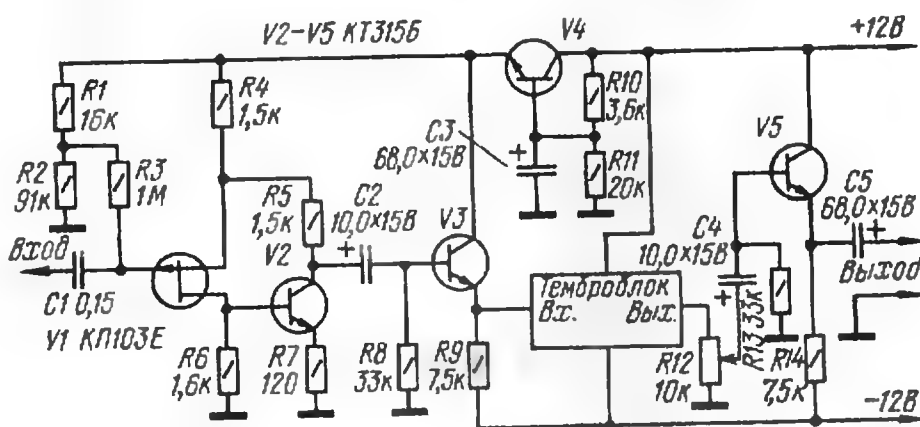 V2-V5 КТ315Б
V4
+12В
R1
16к
R4
1,5к
R10
3,6к
V5
C3
68,0×15В
R2
91к
R3
1М
R11
20к
R5
1,5к
C2
10,0×15В
V2
V3
C4
10,0×15В
C5
68,0×15В
Вход
Выход
C1 0,15
V1 КП103Е
Темброблок
Вх.
Вых.
R6
1,6к
R7
120
R8
33к
R9
7,5к
R12
10к
R13 33к
R14
7,5к
-12В